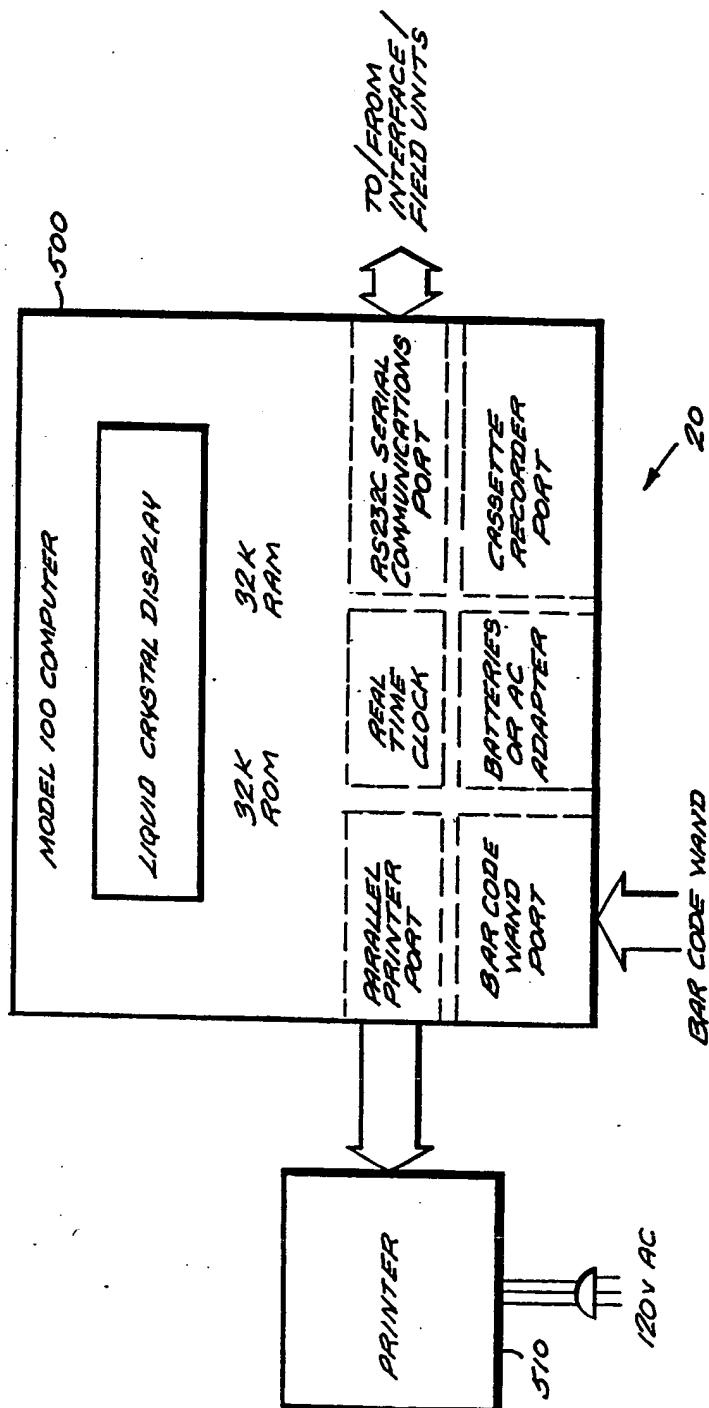 MODEL 100 COMPUTER
500
LIQUID CRYSTAL DISPLAY
32K
ROM
32K
RAM
PARALLEL
PRINTER
PORT
REAL
TIME
CLOCK
RS232C SERIAL
COMMUNICATIONS
PORT
TO/FROM
INTERFACE/
FIELD UNITS
BAR CODE
WAND
PORT
BATTERIES
OR AC
ADAPTER
CASSETTE
RECORDER
PORT
PRINTER
510
120V AC
BAR CODE WAND
20